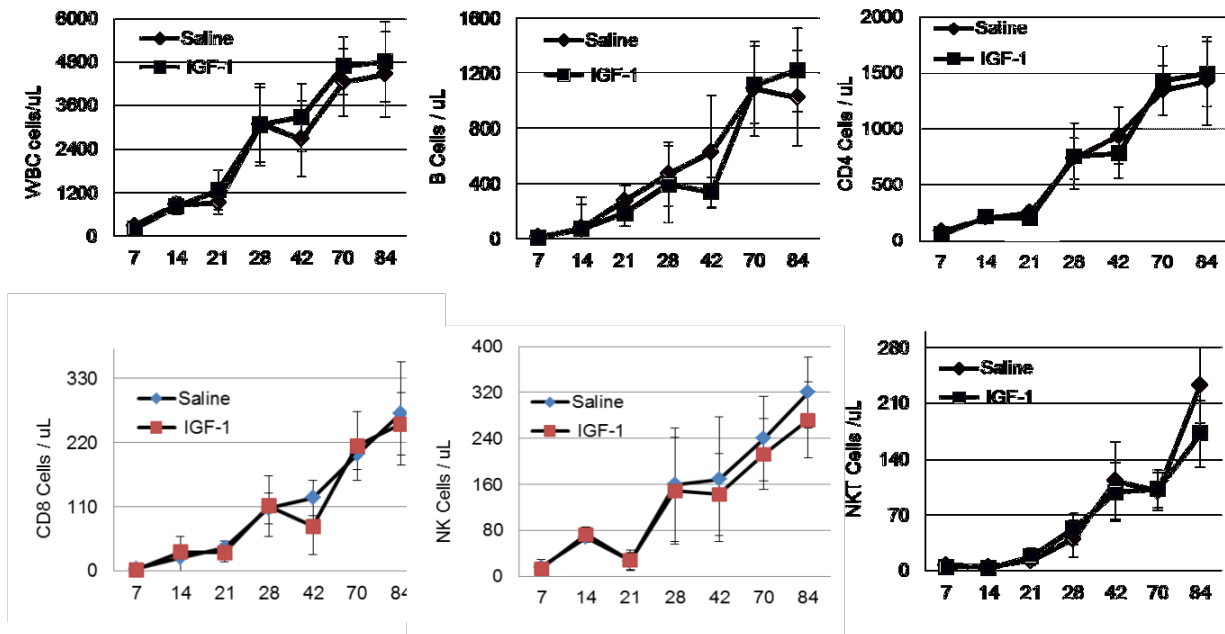 WBC cells/uL
6000
4800
3600
2400
1200
0
Saline
IGF-1
7 14 21 28 42 70 84
B Cells / uL
1600
1200
800
400
0
Saline
IGF-1
7 14 21 28 42 70 84
CD4 Cells / uL
2000
1500
1000
500
0
Saline
IGF-1
7 14 21 28 42 70 84
CD8 Cells / uL
330
220
110
0
Saline
IGF-1
7 14 21 28 42 70 84
NK Cells / uL
400
320
240
160
80
0
Saline
IGF-1
7 14 21 28 42 70 84
NKT Cells /uL
280
210
140
70
0
Saline
IGF-1
7 14 21 28 42 70 84